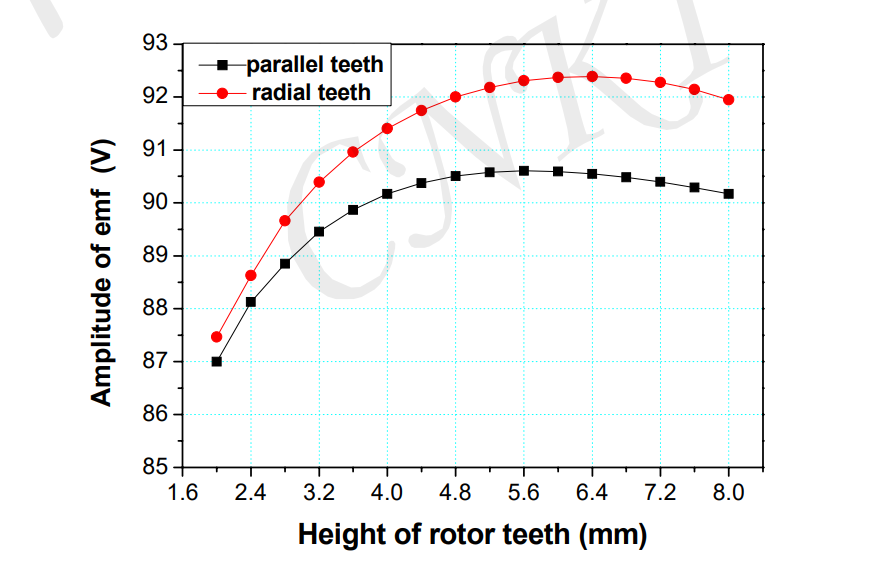 93
92
91
90
89
88
87
86
85
parallel teeth
radial teeth
Amplitude of emf (V)
1.6 2.4 3.2 4.0 4.8 5.6 6.4 7.2 8.0
Height of rotor teeth (mm)
CNKI